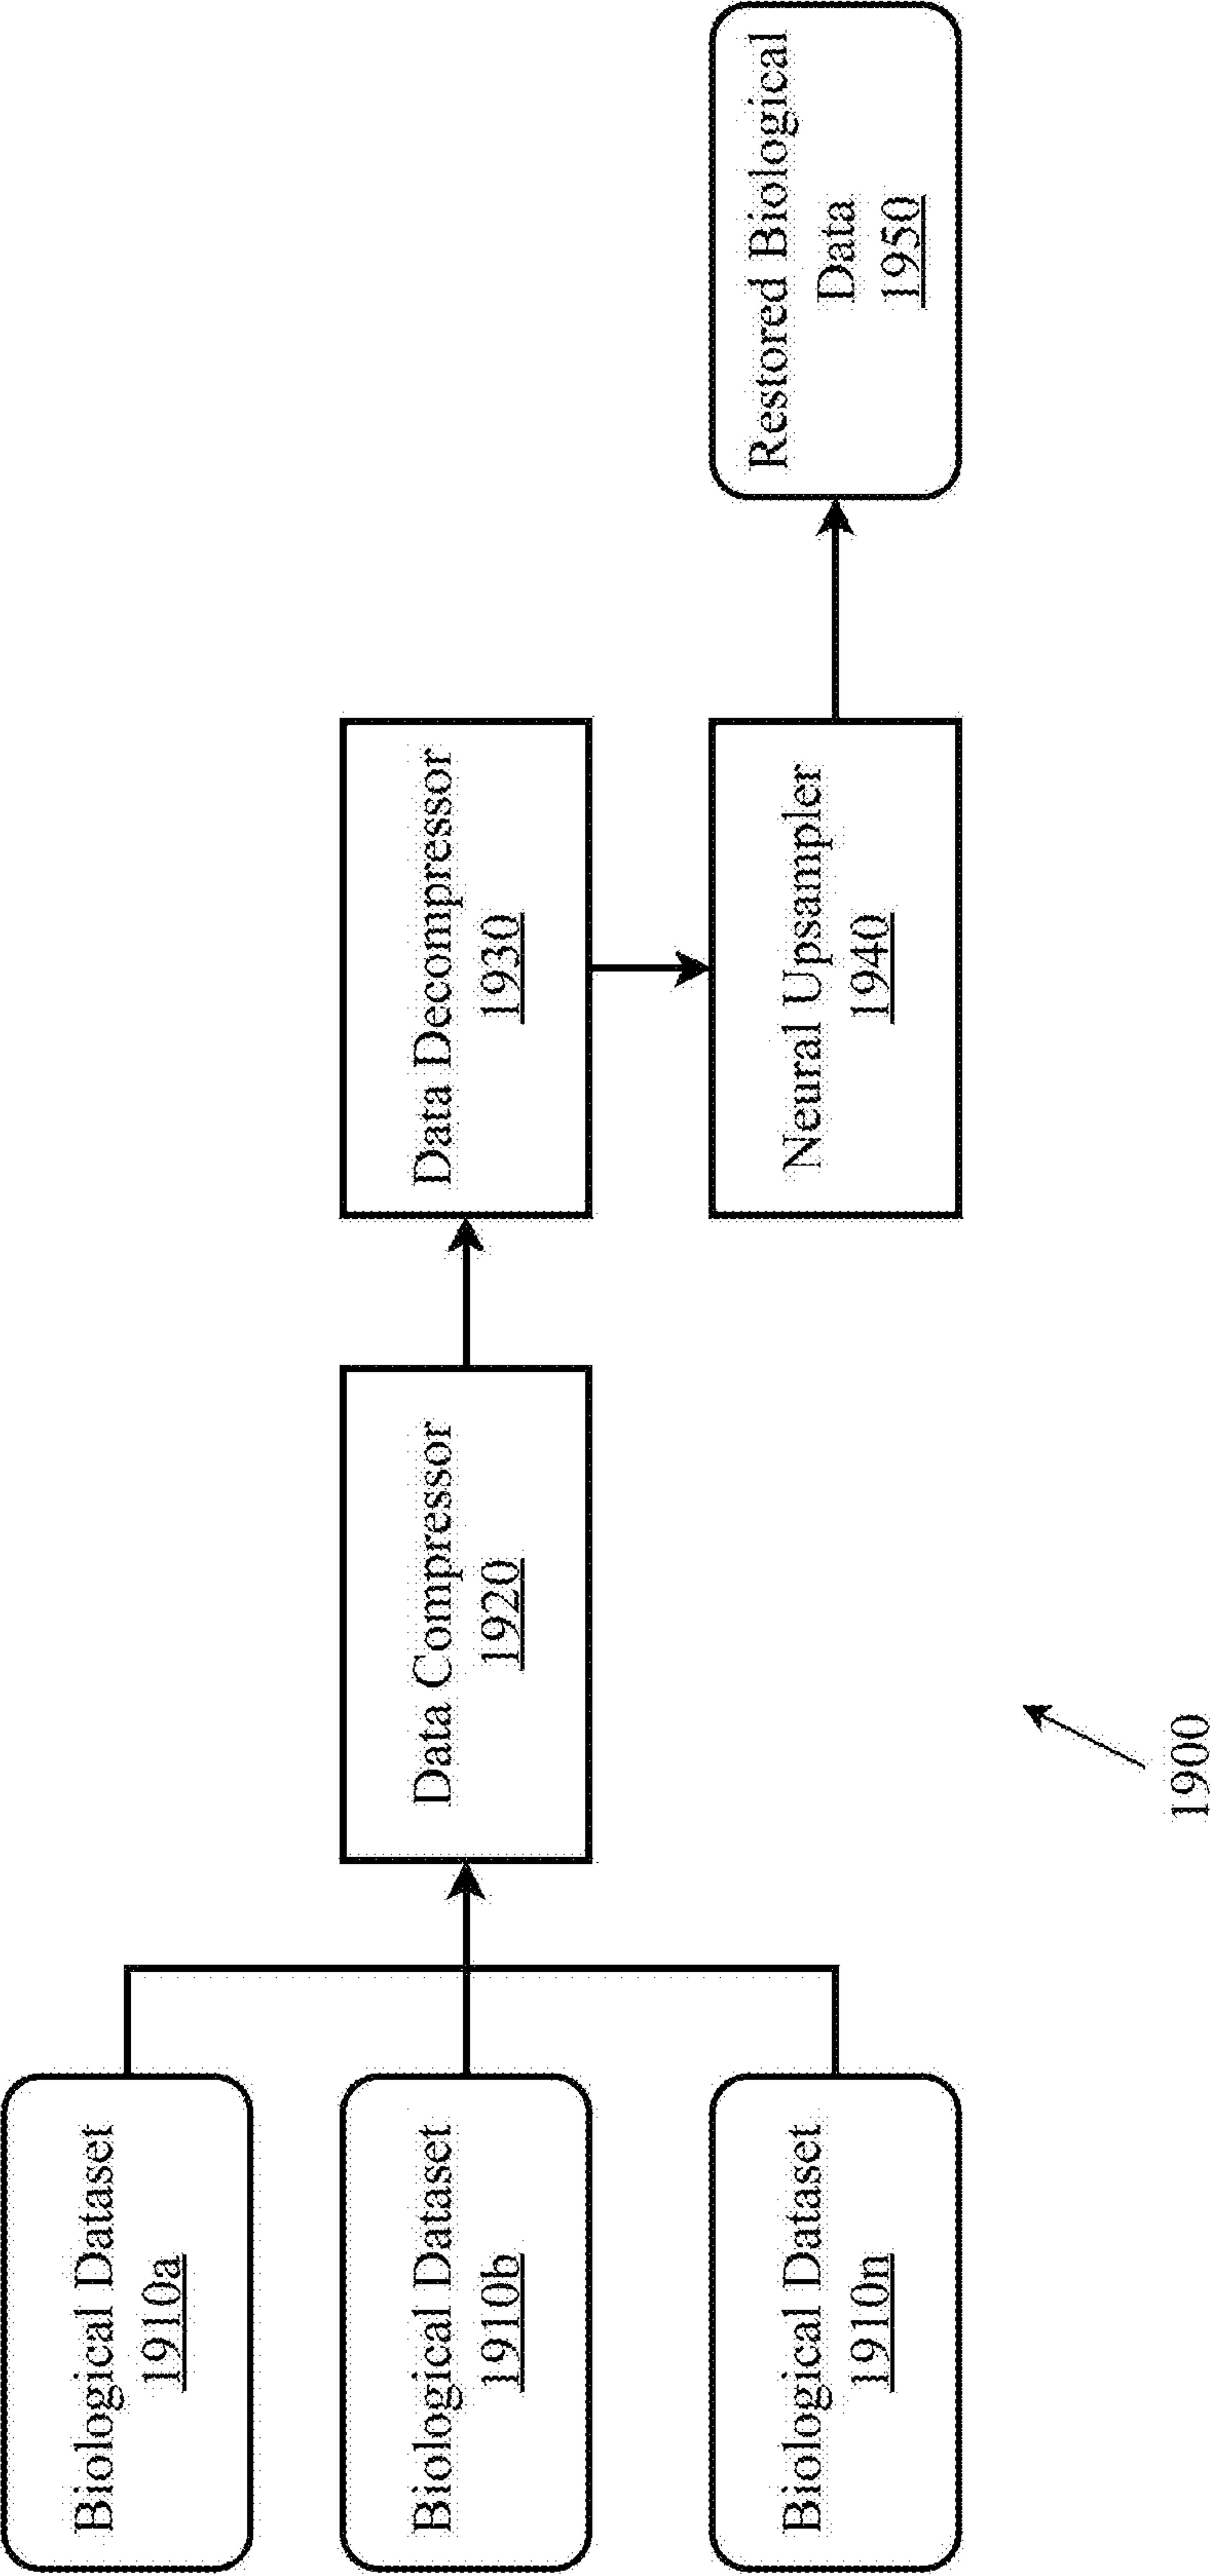 Biological Dataset
1910a
Biological Dataset
1910b
Biological Dataset
1910n
Data Compressor
1920
Data Decompressor
1930
Neural Upsampler
1940
Restored Biological
Data
1950
1900